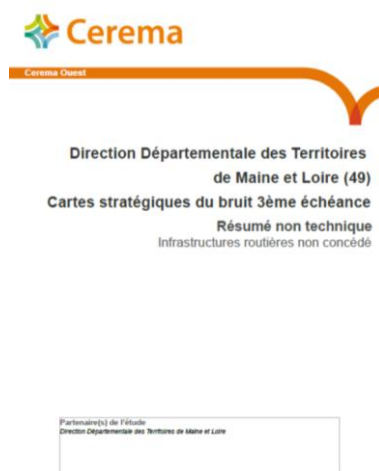 Cerema
Cerema Ouest
Direction Départementale des Territoires
de Maine et Loire (49)
Cartes stratégiques du bruit 3ème échéance
Résumé non technique
Infrastructures routières non concédé
Partenaire(s) de l'étude
Direction Départementale des Territoires de Maine et Loire